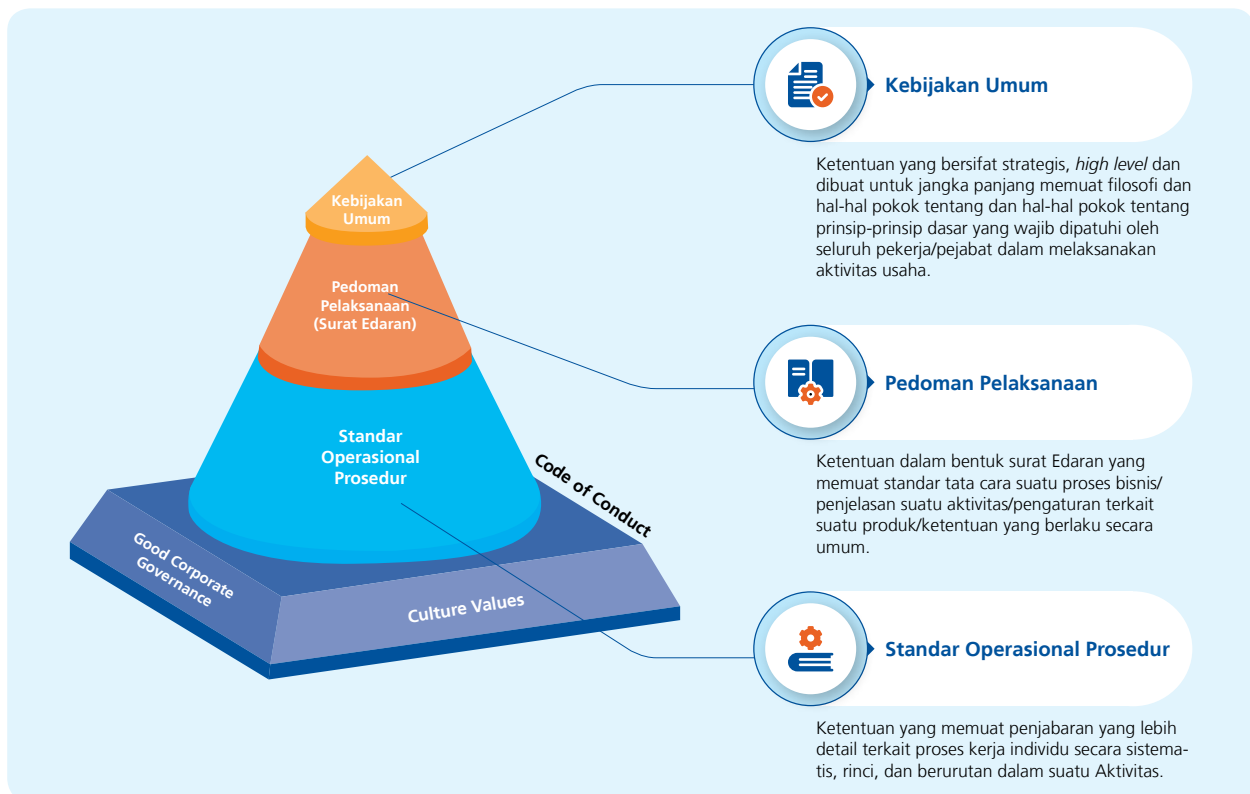 Kebijakan
Umum
Pedoman
Pelaksanaan
(Surat Edaran)
Standar
Operasional
Prosedur
Code of Conduct
Good Corporate
Governance
Culture Values
Kebijakan Umum
Ketentuan yang bersifat strategis, high level dan
dibuat untuk jangka panjang memuat filosofi dan
hal-hal pokok tentang dan hal-hal pokok tentang
prinsip-prinsip dasar yang wajib dipatuhi oleh
seluruh pekerja/pejabat dalam melaksanakan
aktivitas usaha.
Pedoman Pelaksanaan
Ketentuan dalam bentuk surat Edaran yang
memuat standar tata cara suatu proses bisnis/
penjelasan suatu aktivitas/pengaturan terkait
suatu produk/ketentuan yang berlaku secara
umum.
Standar Operasional Prosedur
Ketentuan yang memuat penjabaran yang lebih
detail terkait proses kerja individu secara sistema-
tis, rinci, dan berurutan dalam suatu Aktivitas.